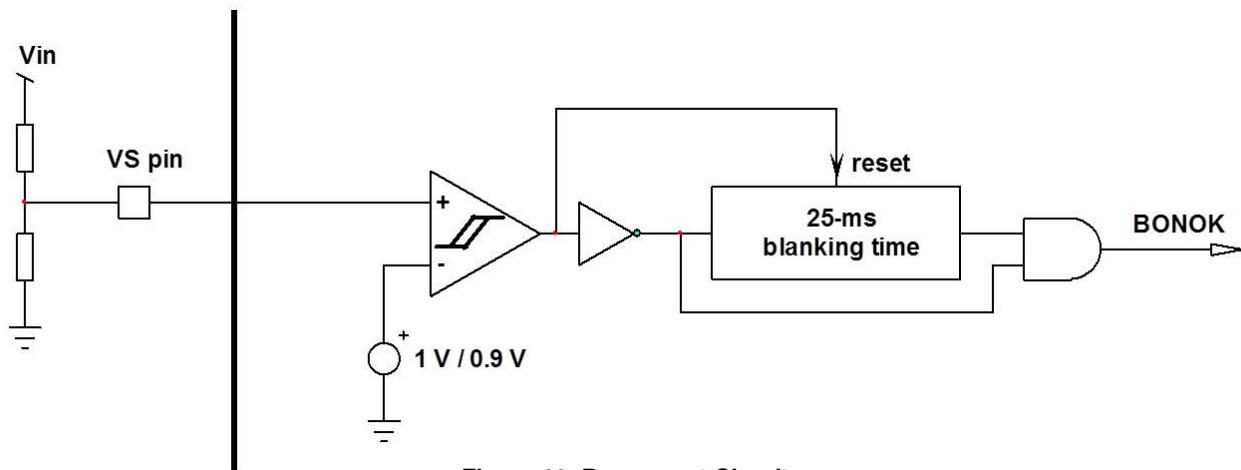 Vin
VS pin
+
-
+
1 V / 0.9 V
reset
25-ms
blanking time
BONOK